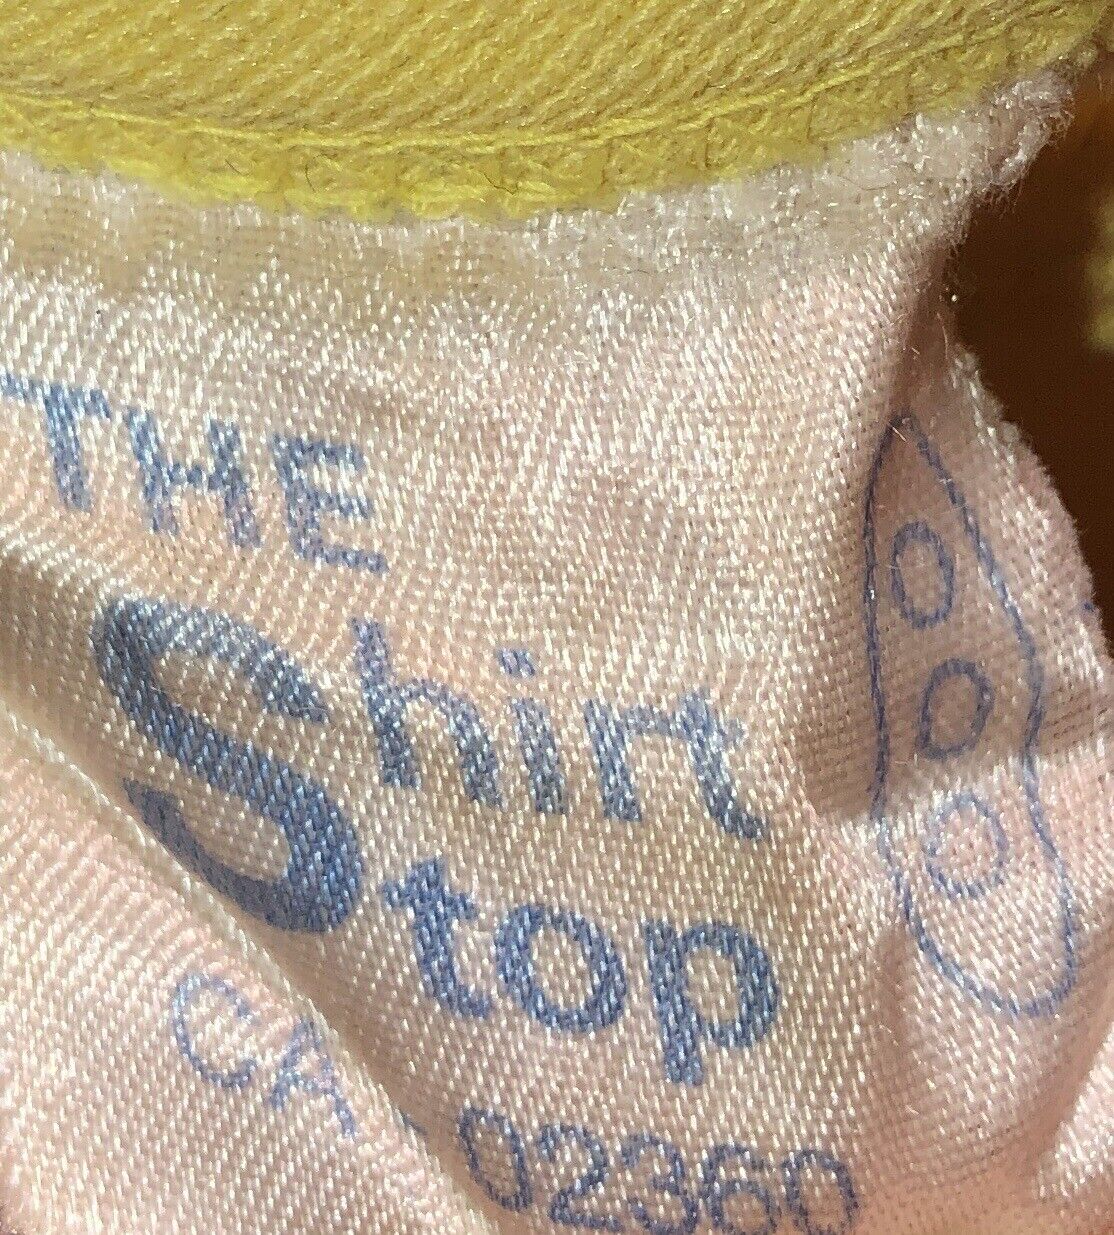 THE
Shirt
Stop
CA-02360